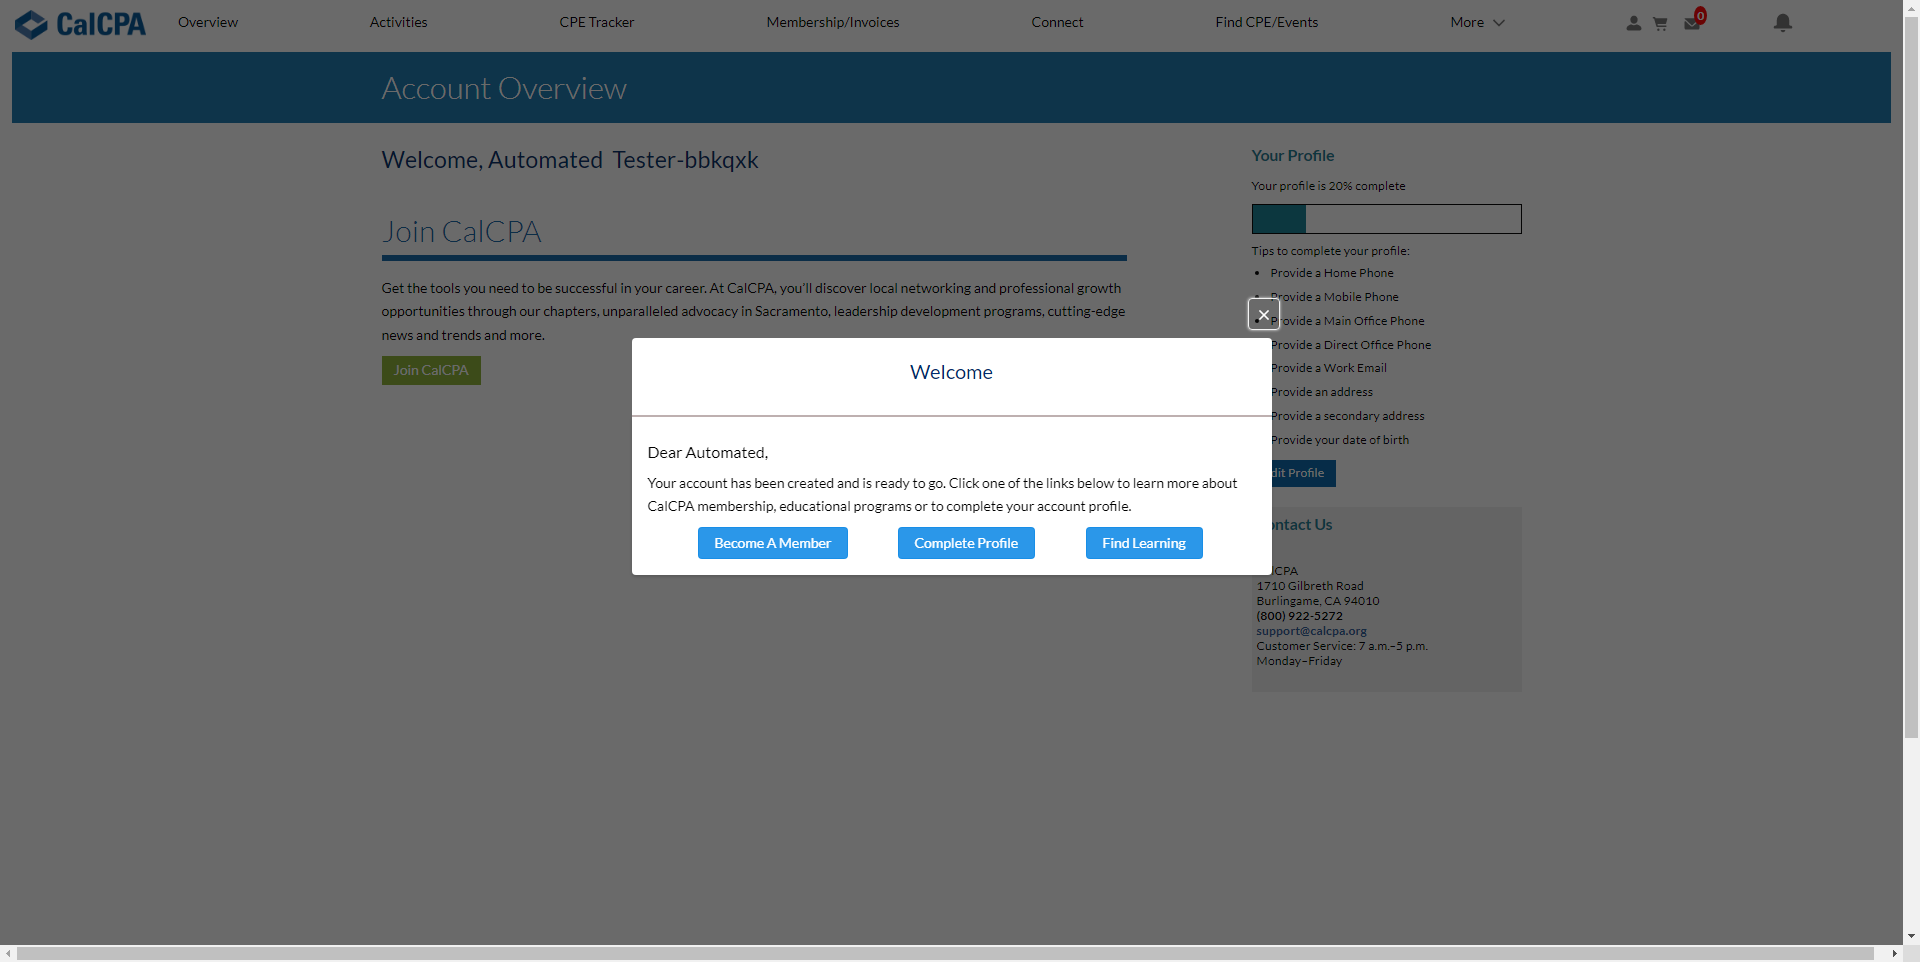 CalCPA
Overview
Activities
CPE Tracker
Membership/Invoices
Connect
Find CPE/Events
More
0
Account Overview
Welcome, Automated Tester-bbkqxk
Join CalCPA
Get the tools you need to be successful in your career. At CalCPA, you'll discover local networking and professional growth
opportunities through our chapters, unparalleled advocacy in Sacramento, leadership development programs, cutting-edge
news and trends and more.
Join CalCPA
Your Profile
Your profile is 20% complete
Tips to complete your profile:
Provide a Home Phone
Provide a Mobile Phone
Provide a Main Office Phone
Provide a Direct Office Phone
Provide a Work Email
Provide an address
Provide a secondary address
Provide your date of birth
dit Profile
Welcome
Dear Automated,
Your account has been created and is ready to go. Click one of the links below to learn more about
CalCPA membership, educational programs or to complete your account profile.
Become A Member
Complete Profile
Find Learning
ontact Us
CPA
1710 Gilbreth Road
Burlingame, CA 94010
(800) 922-5272
support@calcpa.org
Customer Service: 7 a.m.–5 p.m.
Monday–Friday